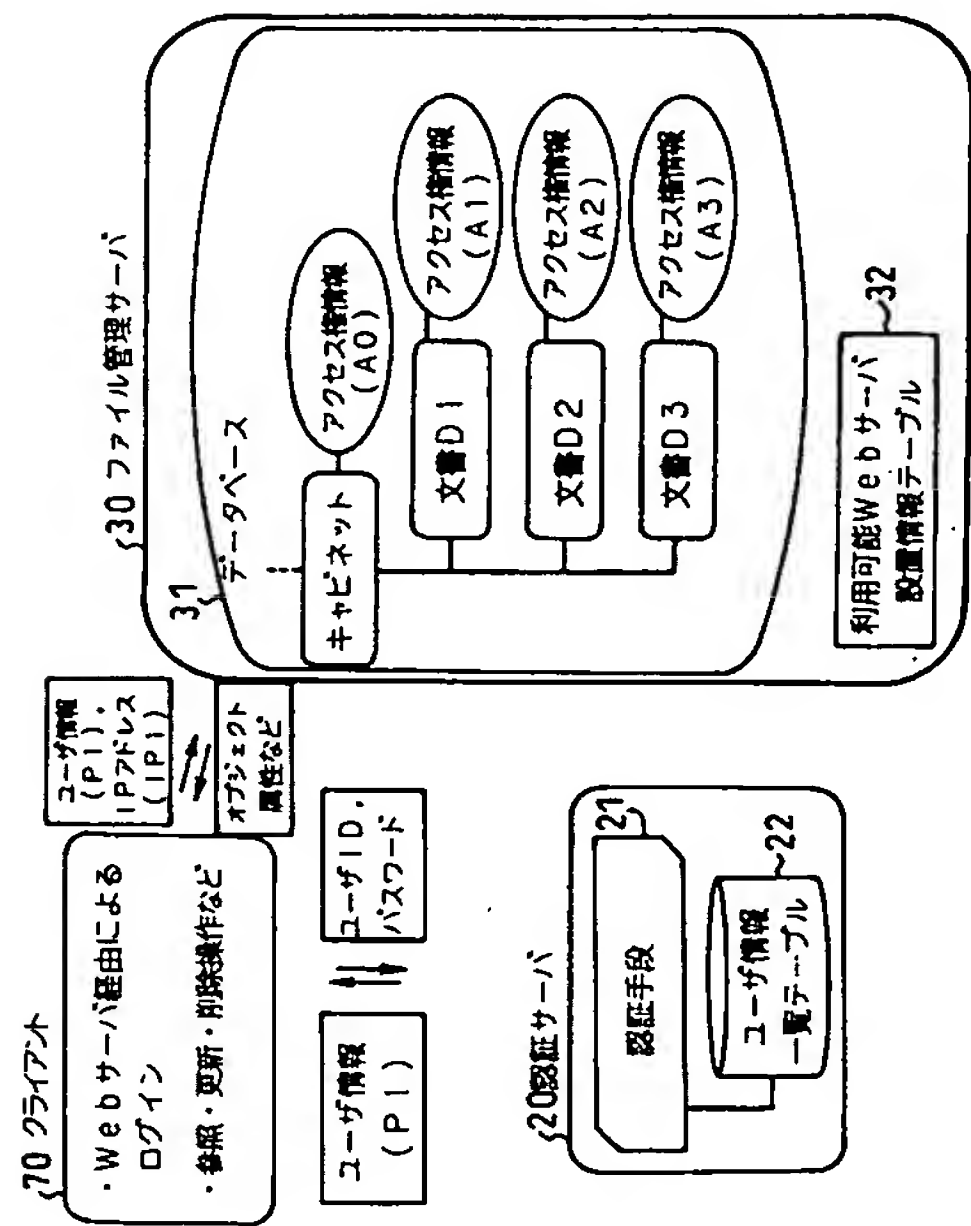 70 クライアント
・Webサーバ経由による
ログイン
・参照・更新・削除操作など
ユーザ情報
(P1),
IPアドレス
(IP1)
オブジェクト
属性など
ユーザ情報
(P1)
ユーザID,
パスワード
20認証サーバ
認証手段
21
ユーザ情報
一覧テーブル
22
30 ファイル管理サーバ
31
データベース
キャビネット
アクセス権情報
(A0)
文書D1
アクセス権情報
(A1)
文書D2
アクセス権情報
(A2)
文書D3
アクセス権情報
(A3)
利用可能Webサーバ
設置情報テーブル
32